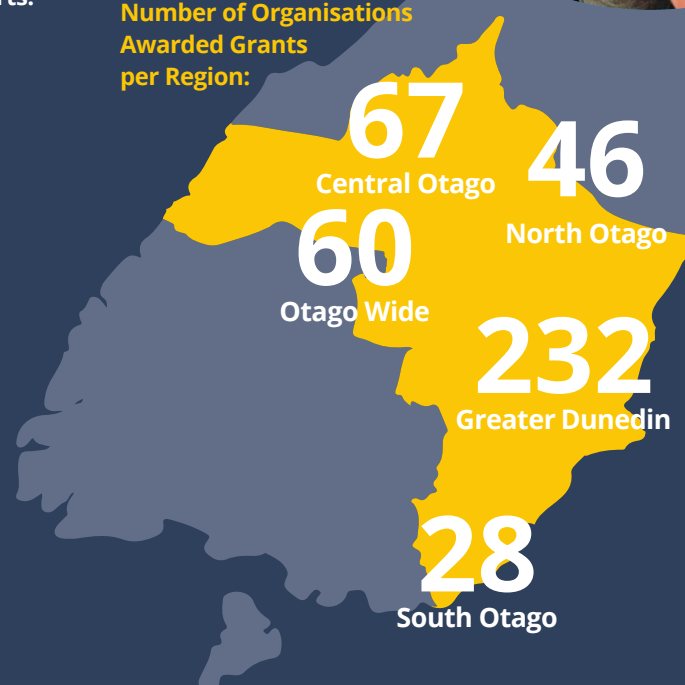 Number of Organisations
Awarded Grants
per Region:
67
Central Otago
46
North Otago
60
Otago Wide
232
Greater Dunedin
28
South Otago